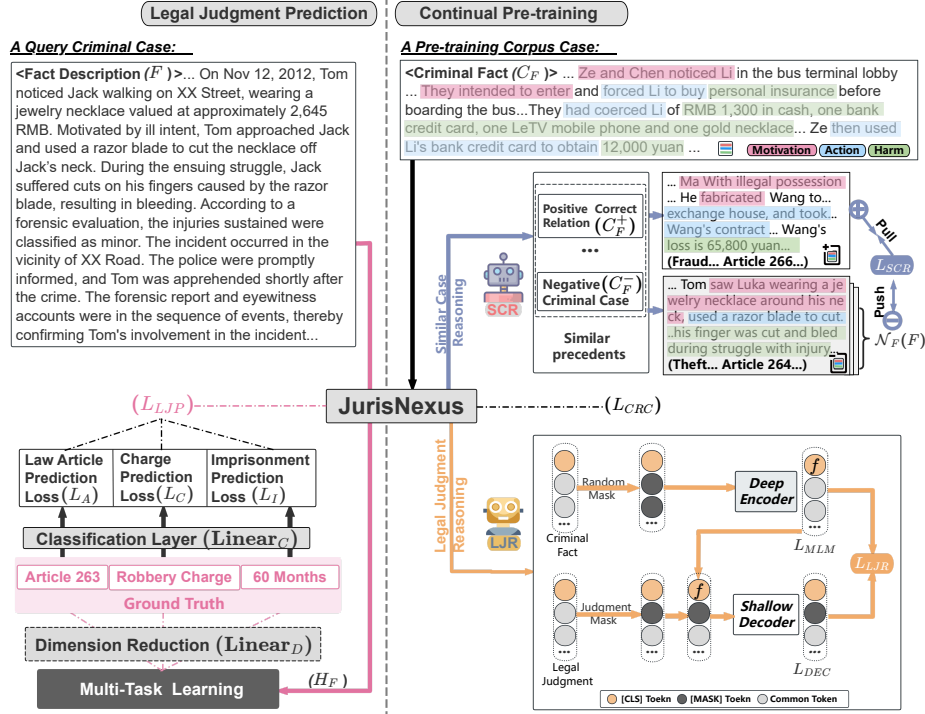 Legal Judgment Prediction
Continual Pre-training
A Query Criminal Case:
<Fact Description (F )>... On Nov 12, 2012, Tom
noticed Jack walking on XX Street, wearing a
jewelry necklace valued at approximately 2,645
RMB. Motivated by ill intent, Tom approached Jack
and used a razor blade to cut the necklace off
Jack's neck. During the ensuing struggle, Jack
suffered cuts on his fingers caused by the razor
blade, resulting in bleeding. According to a
forensic evaluation, the injuries sustained were
classified as minor. The incident occurred in the
vicinity of XX Road. The police were promptly
informed, and Tom was apprehended shortly after
the crime. The forensic report and eyewitness
accounts were in the sequence of events, thereby
confirming Tom's involvement in the incident...
A Pre-training Corpus Case:
<Criminal Fact (C_F )> ... Ze and Chen noticed Li in the bus terminal lobby
... They intended to enter and forced Li to buy personal insurance before
boarding the bus...They had coerced Li of RMB 1,300 in cash, one bank
credit card, one LeTV mobile phone and one gold necklace... Ze then used
Li's bank credit card to obtain 12,000 yuan ...
Motivation
Action
Harm
Similar Case
Reasoning
SCR
Positive Correct
Relation
(C_F^+)
...
Negative (C_F^-)
Criminal Case
Similar
precedents
... Ma With illegal possession
... He fabricated Wang to...
exchange house, and took..
Wang's contract .. Wang's
loss is 65,800 yuan...
(Fraud... Article 266...)
... Tom saw Luka wearing a je
welry necklace around his ne
ck, used a razor blade to cut.
..his finger was cut and bled
during struggle with injury..
(Theft... Article 264...)
Pull
L_SCR
Push
N_F(F)
JurisNexus
(L_LJP)
(L_CRC)
Law Article
Prediction
Loss (L_A)
Charge
Prediction
Loss(L_C)
Imprisonment
Prediction
Loss (L_I)
Classification Layer (Linear_C)
Article 263
Robbery Charge
60 Months
Ground Truth
Dimension Reduction (Linear_D)
Multi-Task Learning
(H_F )
Legal Judgment
Reasoning
LJR
Criminal
Fact
Random
Mask
...
...
Deep
Encoder
f
...
L_MLM
L_LJR
Legal
Judgment
Judgment
Mask
...
...
f
...
Shallow
Decoder
...
L_DEC
[CLS] Toekn
[MASK] Toekn
Common Token